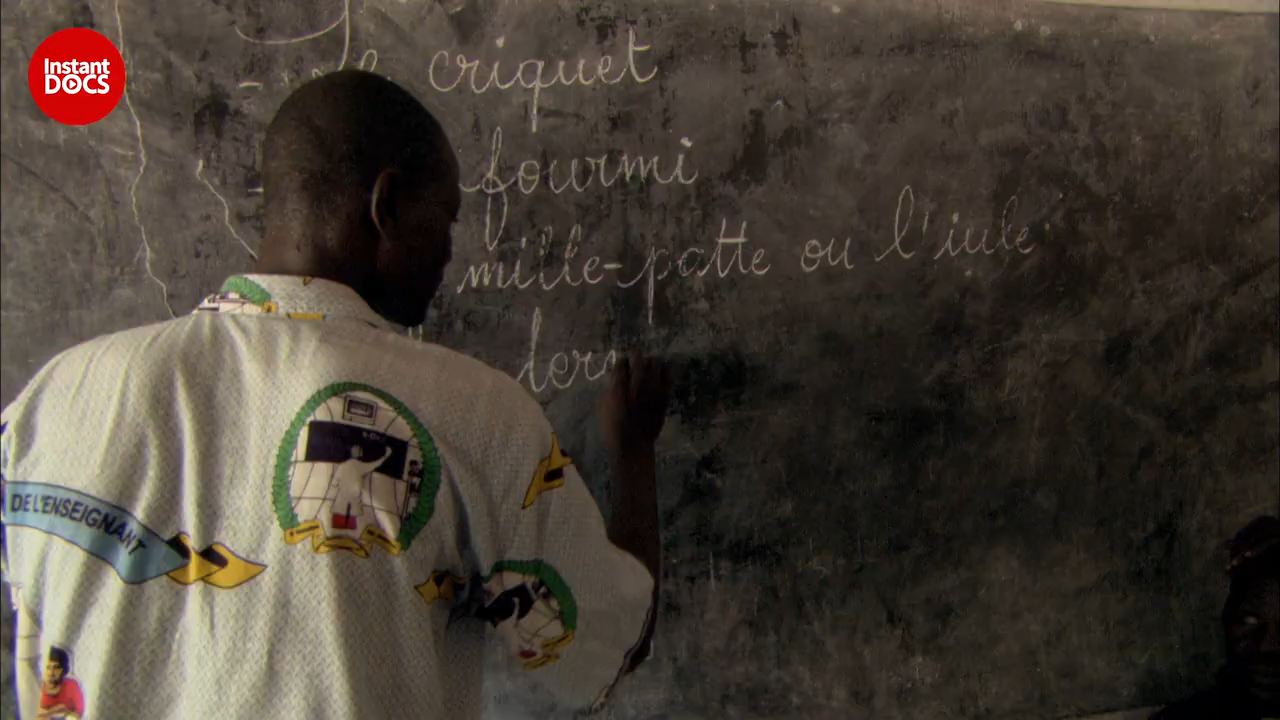 Instant
DOCS
criquet
fourmi
mille-patte ou l'iule
DE L'ENSEIGNANT